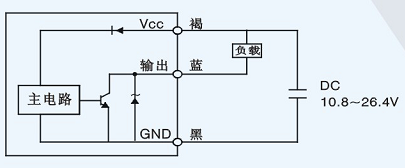 Vcc 褐
负载
输出 蓝
DC
10.8~26.4V
主电路
GND 黑